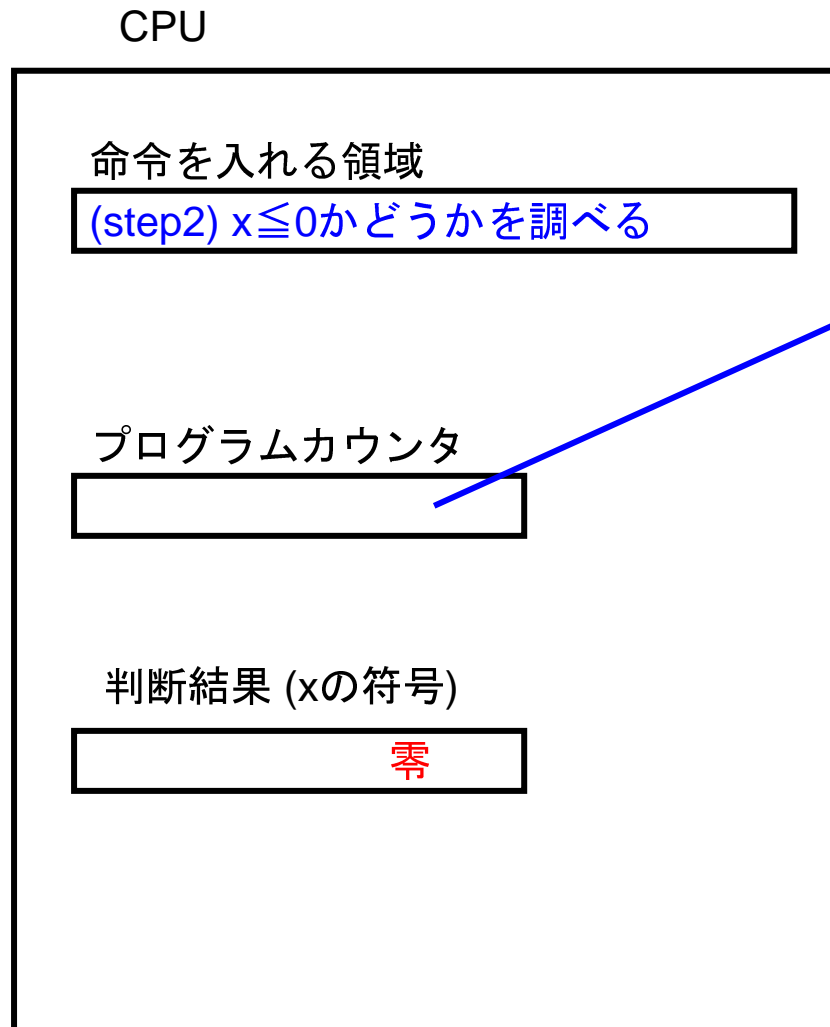 CPU
命令を入れる領域
(step2) x≦0かどうかを調べる
プログラムカウンタ
判断結果 (xの符号)
零